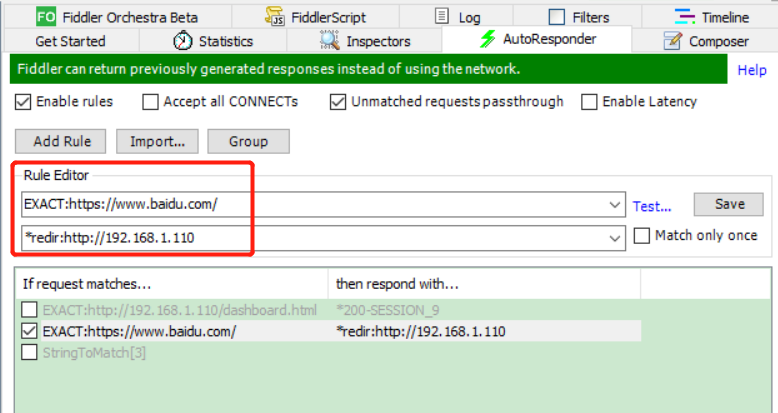 FO Fiddler Orchestra Beta JS FiddlerScript Log Filters Timeline
Get Started Statistics Inspectors AutoResponder Composer
Fiddler can return previously generated responses instead of using the network. Help
Enable rules Accept all CONNECTs Unmatched requests passthrough Enable Latency
Add Rule Import... Group
Rule Editor
EXACT:https://www.baidu.com/ Test... Save
*redir:http://192.168.1.110 Match only once
If request matches... then respond with...
EXACT:http://192.168.1.110/dashboard.html *200-SESSION_9
EXACT:https://www.baidu.com/ *redir:http://192.168.1.110
StringToMatch[3]